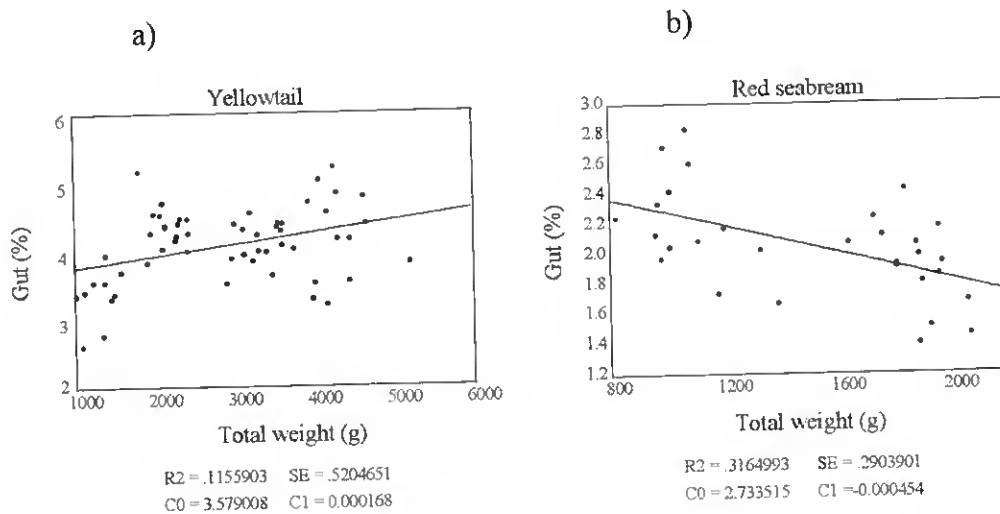 a)
Yellowtail
6
5
4
3
2
Gut (%)
1000 2000 3000 4000 5000 6000
Total weight (g)
R2 = .1155903 SE = .5204651
C0 = 3.579008 C1 = 0.000168
b)
Red seabream
3.0
2.8
2.6
2.4
2.2
2.0
1.8
1.6
1.4
1.2
Gut (%)
800 1200 1600 2000
Total weight (g)
R2 = .3164993 SE = .2903901
C0 = 2.733515 C1 =-0.000454